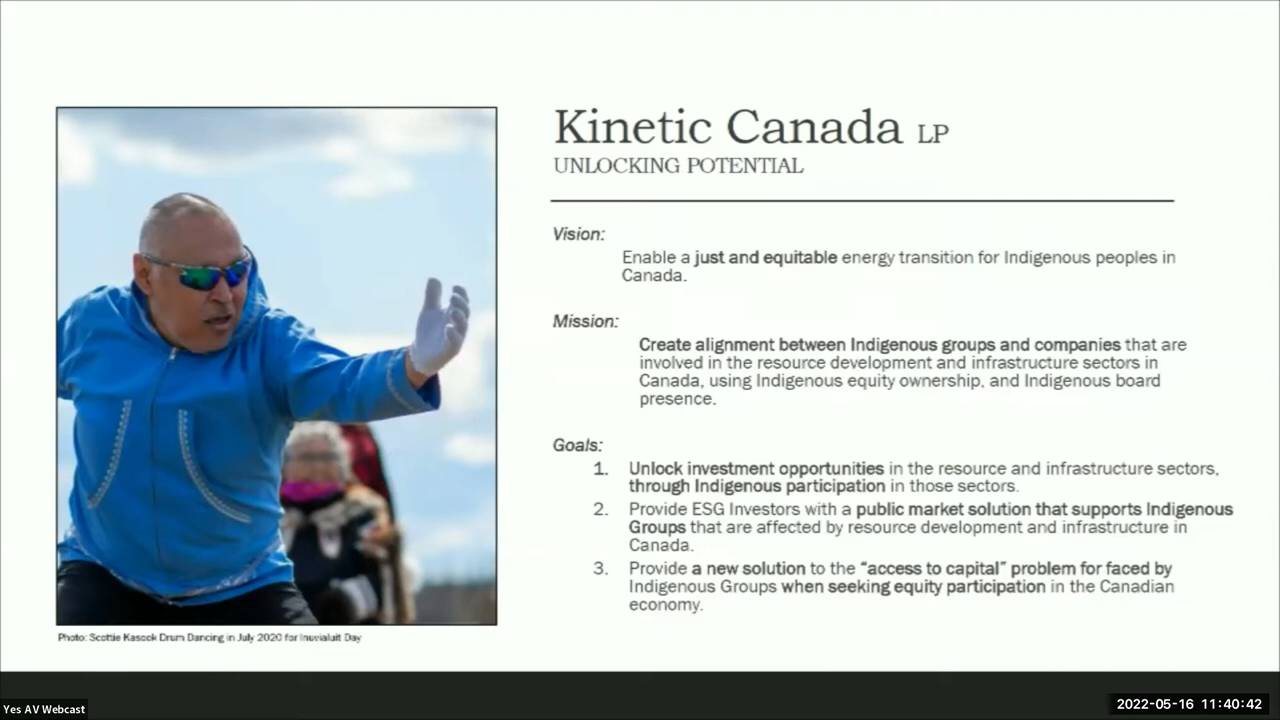 Kinetic Canada LP
UNLOCKING POTENTIAL
Vision:
Enable a just and equitable energy transition for Indigenous peoples in
Canada.
Mission:
Create alignment between Indigenous groups and companies that are
involved in the resource development and infrastructure sectors in
Canada, using Indigenous equity ownership, and Indigenous board
presence.
Goals:
1. Unlock investment opportunities in the resource and infrastructure sectors,
through Indigenous participation in those sectors.
2. Provide ESG Investors with a public market solution that supports Indigenous
Groups that are affected by resource development and infrastructure in
Canada.
3. Provide a new solution to the “access to capital” problem for faced by
Indigenous Groups when seeking equity participation in the Canadian
economy.
Photo: Scottie Kasook Drum Dancing in July 2020 for Inuvialuit Day
Yes AV Webcast
2022-05-16 11:40:42